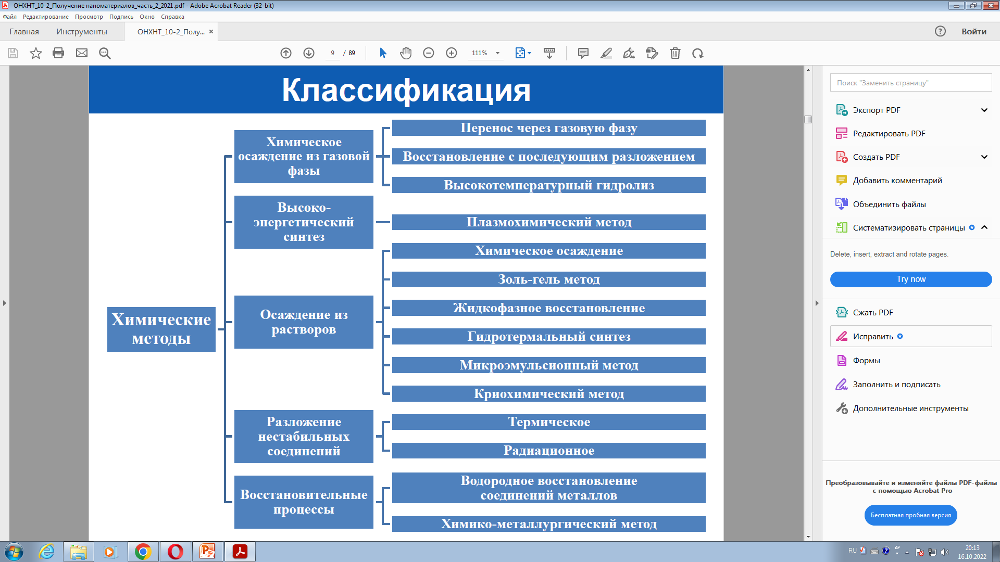 ОНХНТ_10-2_Получение наноматериалов_часть_2_2021.pdf - Adobe Acrobat Reader (32-bit)
Файл Редактирование Просмотр Подпись Окно Справка
Главная Инструменты ОНХНТ_10-2_Полу... × Войти
9 / 89 111%
Классификация
Химические
методы
Химическое
осаждение из газовой
фазы
Перенос через газовую фазу
Восстановление с последующим разложением
Высокотемпературный гидролиз
Высоко-
энергетический
синтез
Плазмохимический метод
Осаждение из
растворов
Химическое осаждение
Золь-гель метод
Жидкофазное восстановление
Гидротермальный синтез
Микроэмульсионный метод
Криохимический метод
Разложение
нестабильных
соединений
Термическое
Радиационное
Восстановительные
процессы
Водородное восстановление
соединений металлов
Химико-металлургический метод
Поиск "Заменить страницу"
Экспорт PDF
Редактировать PDF
Создать PDF
Добавить комментарий
Объединить файлы
Систематизировать страницы
Delete, insert, extract and rotate pages.
Try now
Сжать PDF
Исправить
Формы
Заполнить и подписать
Дополнительные инструменты
Преобразовывайте и изменяйте файлы PDF-файлы
с помощью Acrobat Pro
Бесплатная пробная версия
RU
20:13
16.10.2022